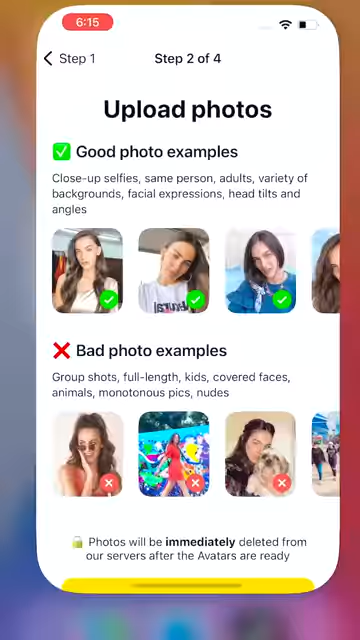 6:15
Step 1
Step 2 of 4
Upload photos
Good photo examples
Close-up selfies, same person, adults, variety of
backgrounds, facial expressions, head tilts and
angles
Bad photo examples
Group shots, full-length, kids, covered faces,
animals, monotonous pics, nudes
Photos will be immediately deleted from
our servers after the Avatars are ready